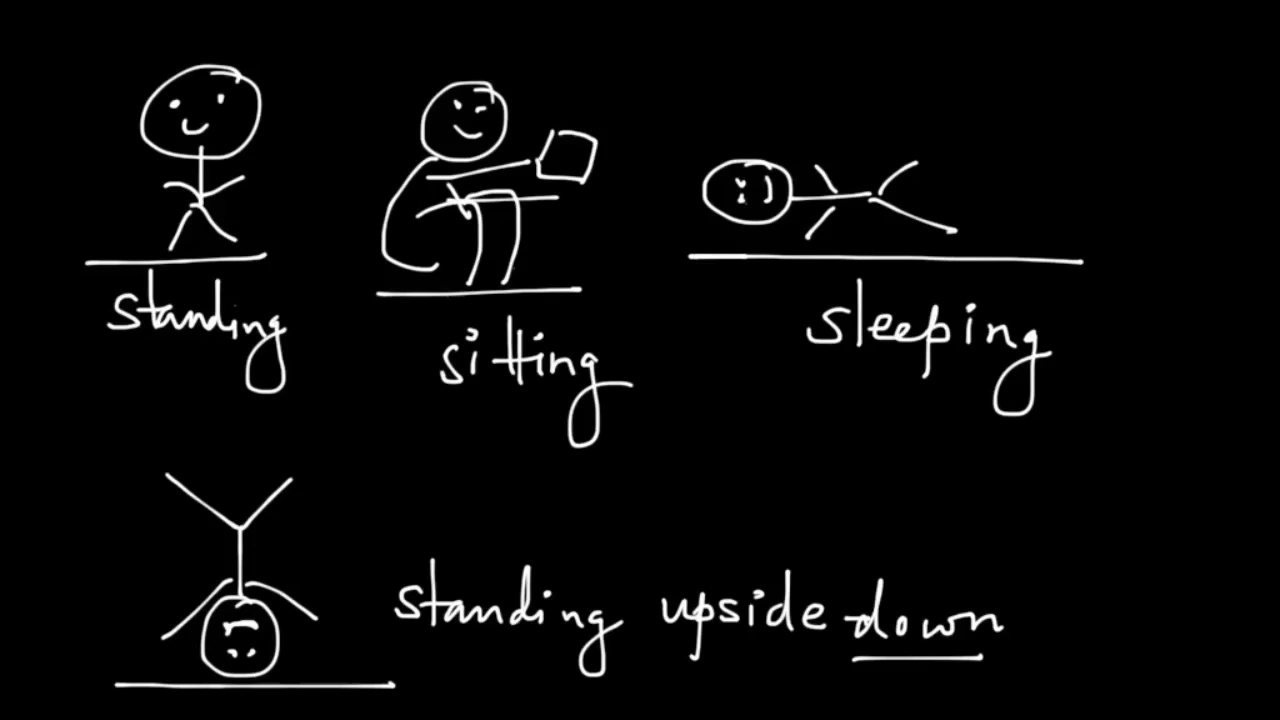 standing
sitting
sleeping
standing upside down